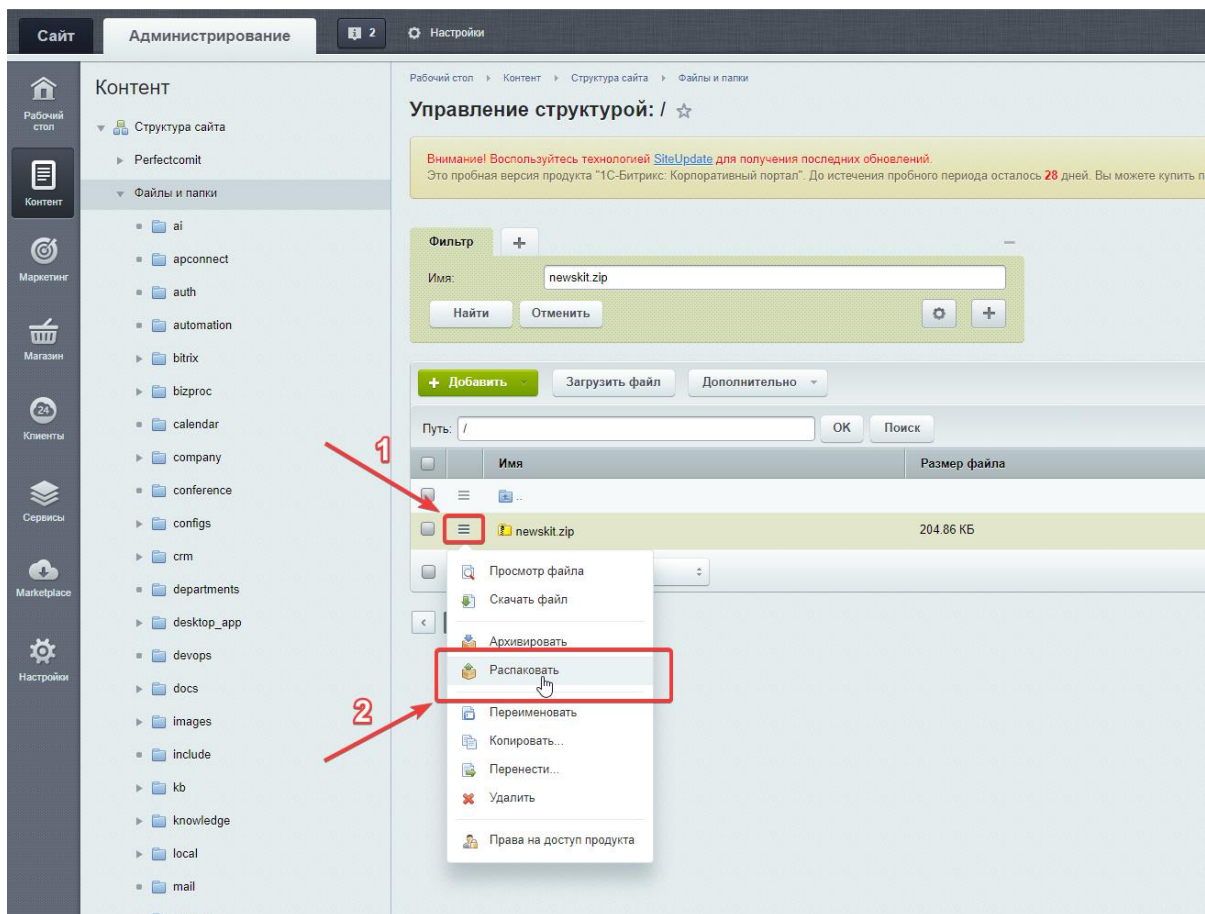 Сайт
Администрирование
2
Настройки
Рабочий стол
Контент
Маркетинг
Магазин
24
Клиенты
Сервисы
Marketplace
Настройки
Контент
Структура сайта
Perfectcomit
Файлы и папки
ai
apconnect
auth
automation
bitrix
bizproc
calendar
company
conference
configs
crm
departments
desktop_app
devops
docs
images
include
kb
knowledge
local
mail
Рабочий стол Контент Структура сайта Файлы и папки
Управление структурой: /
Внимание! Воспользуйтесь технологией SiteUpdate для получения последних обновлений.
Это пробная версия продукта "1С-Битрикс: Корпоративный портал". До истечения пробного периода осталось 28 дней. Вы можете купить п
Фильтр
Имя: newskit.zip
Найти Отменить
+ Добавить Загрузить файл Дополнительно
Путь: / OK Поиск
1
Имя Размер файла
..
newskit.zip 204.86 КБ
Просмотр файла
Скачать файл
Архивировать
Распаковать
2
Переименовать
Копировать...
Перенести...
Удалить
Права на доступ продукта